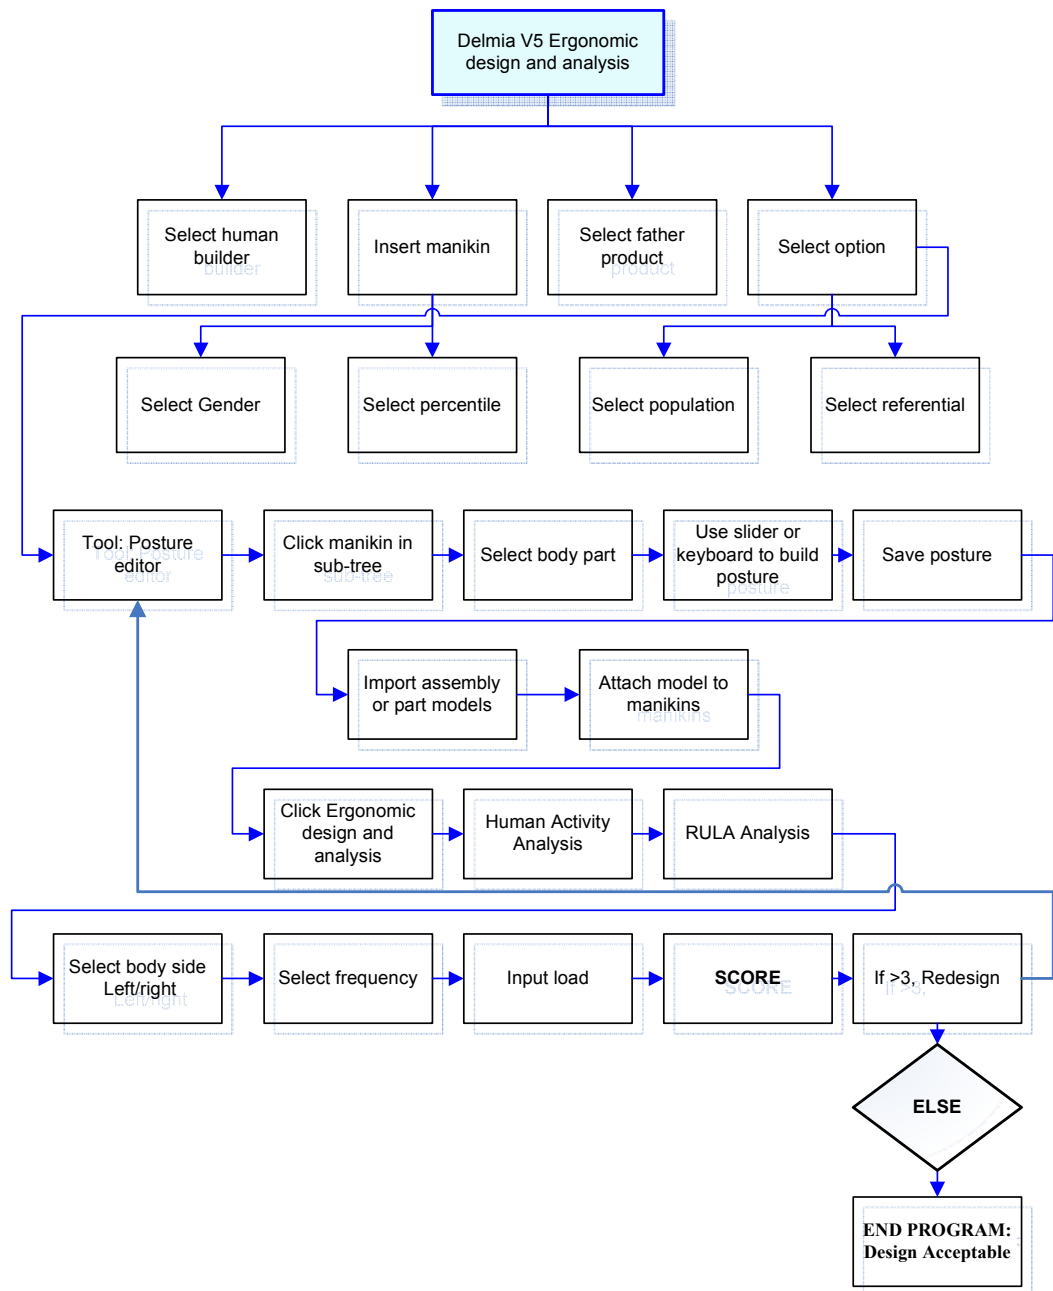 Delmia V5 Ergonomic
design and analysis
Select human
builder
Insert manikin
Select father
product
Select option
Select Gender
Select percentile
Select population
Select referential
Tool: Posture
editor
Click manikin in
sub-tree
Select body part
Use slider or
keyboard to build
posture
Save posture
Import assembly
or part models
Attach model to
manikins
Click Ergonomic
design and
analysis
Human Activity
Analysis
RULA Analysis
Select body side
Left/right
Select frequency
Input load
SCORE
If >3, Redesign
ELSE
END PROGRAM:
Design Acceptable